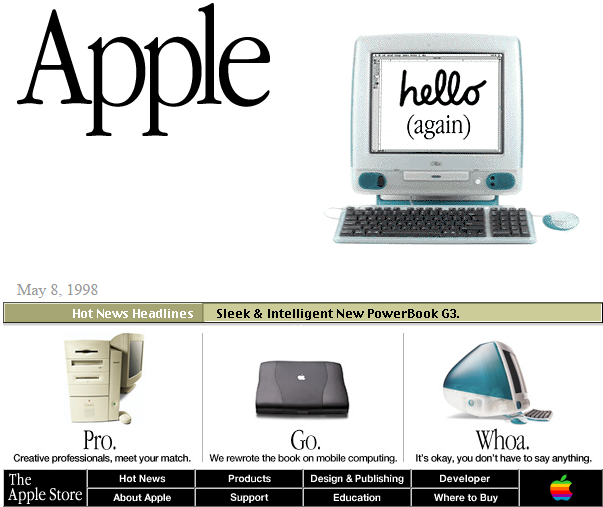 Apple
hello
(again)
May 8, 1998
Hot News Headlines Sleek & Intelligent New PowerBook G3.
Pro. Go. Whoa.
Creative professionals, meet your match. We rewrote the book on mobile computing. It's okay, you don't have to say anything.
The Apple Store
Hot News Products Design & Publishing Developer
About Apple Support Education Where to Buy